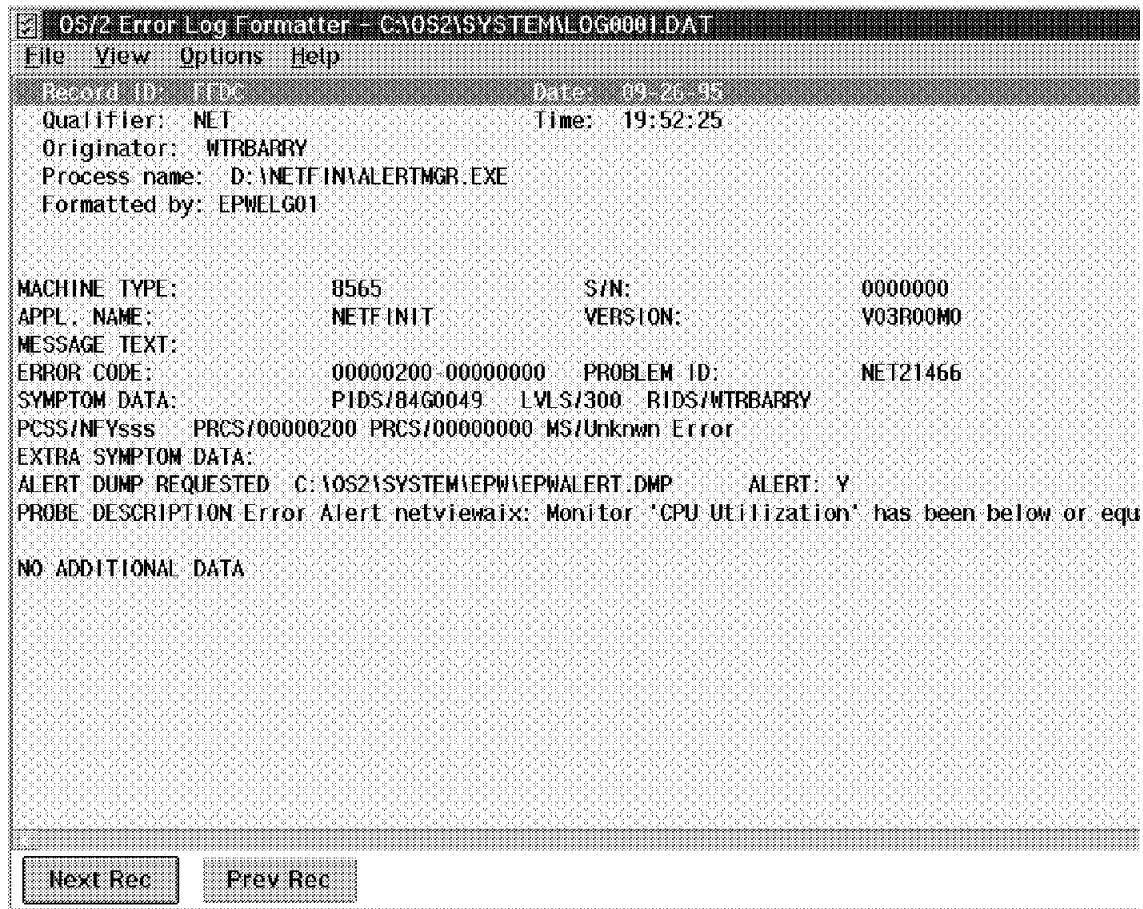 OS/2 Error Log Formatter - C:\OS2\SYSTEM\LOG0001.DAT
File View Options Help
Record ID: FFDC Date: 09-26-95
Qualifier: NET Time: 19:52:25
Originator: WTRBARRY
Process name: D:\NETFIN\ALERTMGR.EXE
Formatted by: EPWELG01
MACHINE TYPE: 8565 S/N: 0000000
APPL. NAME: NETFINIT VERSION: V03R00M0
MESSAGE TEXT:
ERROR CODE: 00000200-00000000 PROBLEM ID: NET21466
SYMPTOM DATA: PIDS/84G0049 LVLS/300 RIDS/WTRBARRY
PCSS/NFYsss PRCS/00000200 PRCS/00000000 MS/Unknwn Error
EXTRA SYMPTOM DATA:
ALERT DUMP REQUESTED C:\OS2\SYSTEM\EPW\EPWALERT.DMP ALERT: Y
PROBE DESCRIPTION Error Alert netviewaix: Monitor 'CPU Utilization' has been below or equ
NO ADDITIONAL DATA
Next Rec Prev Rec